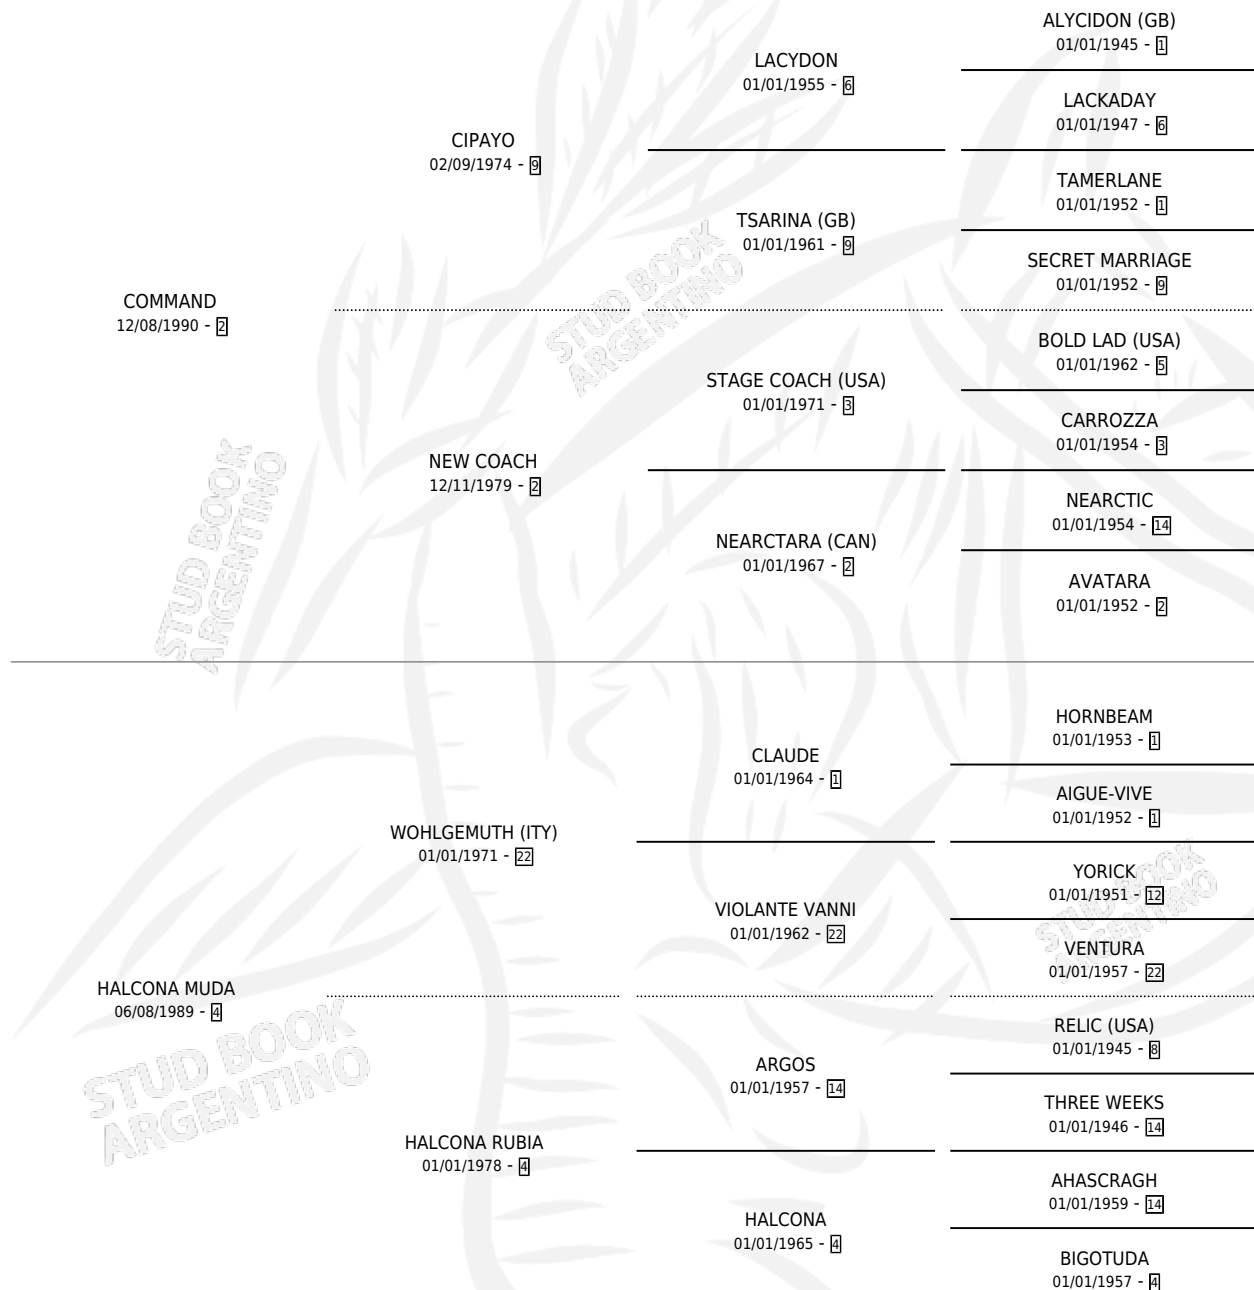 ALYCIDON (GB)
01/01/1945 - 1
LACYDON
01/01/1955 - 6
LACKADAY
01/01/1947 - 6
CIPAYO
02/09/1974 - 9
TAMERLANE
01/01/1952 - 1
TSARINA (GB)
01/01/1961 - 9
SECRET MARRIAGE
01/01/1952 - 9
COMMAND
12/08/1990 - 2
BOLD LAD (USA)
01/01/1962 - 5
STAGE COACH (USA)
01/01/1971 - 3
CARROZZA
01/01/1954 - 3
NEW COACH
12/11/1979 - 2
NEARCTIC
01/01/1954 - 14
NEARCTARA (CAN)
01/01/1967 - 2
AVATARA
01/01/1952 - 2
HORNBEAM
01/01/1953 - 1
CLAUDE
01/01/1964 - 1
AIGUE-VIVE
01/01/1952 - 1
WOHLGEMUTH (ITY)
01/01/1971 - 22
YORICK
01/01/1951 - 12
VIOLANTE VANNI
01/01/1962 - 22
VENTURA
01/01/1957 - 22
HALCONA MUDA
06/08/1989 - 4
RELIC (USA)
01/01/1945 - 8
ARGOS
01/01/1957 - 14
THREE WEEKS
01/01/1946 - 14
HALCONA RUBIA
01/01/1978 - 4
AHASCRAGH
01/01/1959 - 14
HALCONA
01/01/1965 - 4
BIGOTUDA
01/01/1957 - 4
STUD BOOK
ARGENTINO
STUD BOOK
ARGENTINO
STUD BOOK
ARGENTINO
STUD BOOK
ARGENTINO